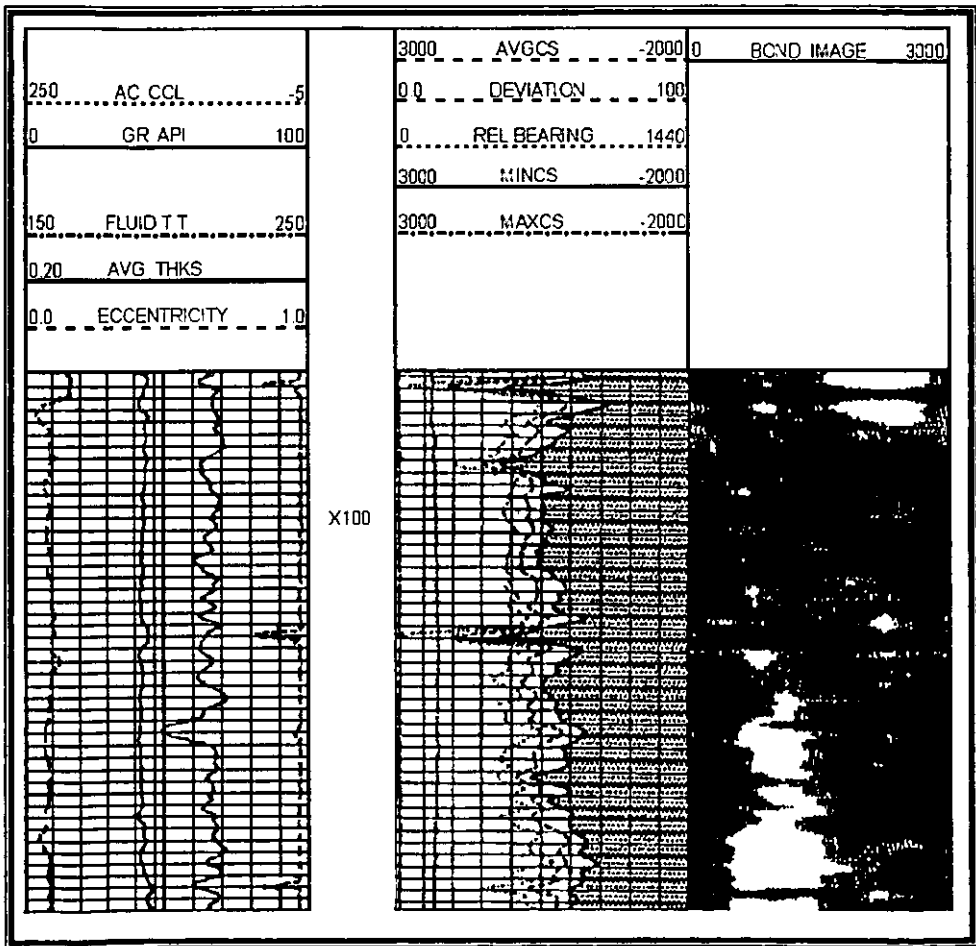 250 AC CCL -5
0 GR API 100
150 FLUID T T 250
0.20 AVG THKS
0.0 ECCENTRICITY 1.0
X100
3000 AVGCS -2000
0.0 DEVIATION 100
0 REL BEARING 1440
3000 MINCS -2000
3000 MAXCS -2000
0 BOND IMAGE 3000